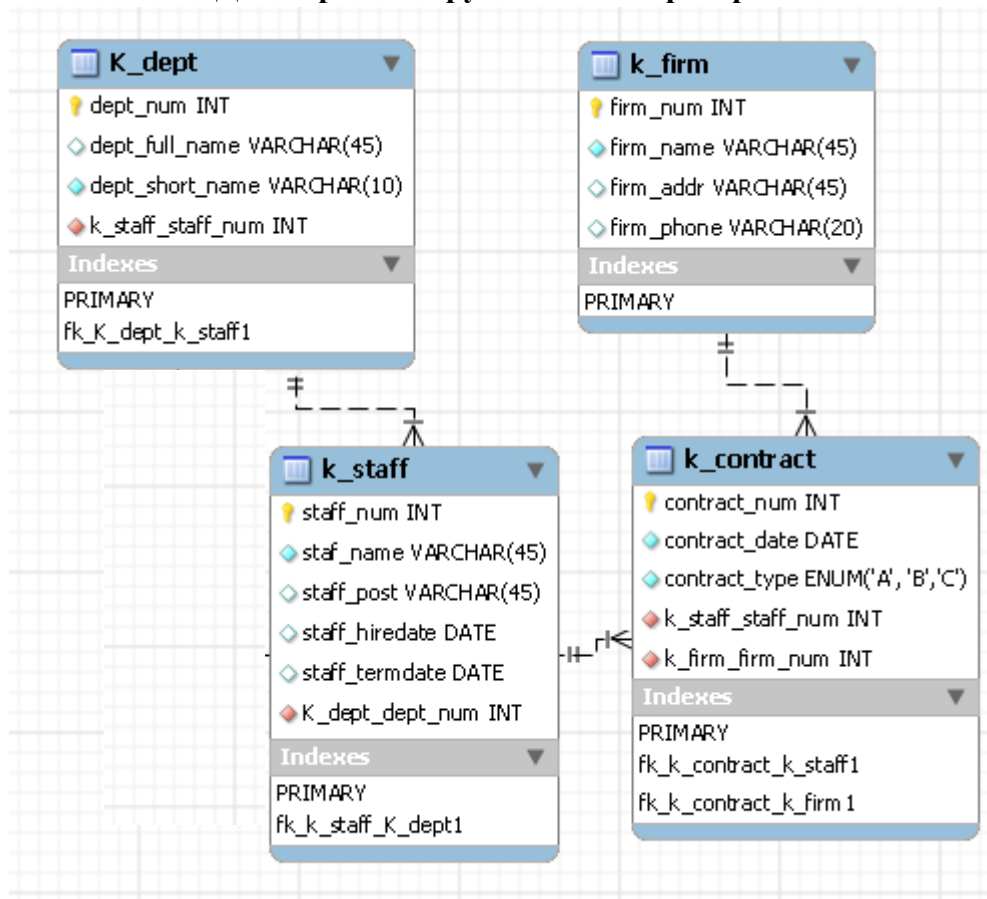 K_dept
dept_num INT
dept_full_name VARCHAR(45)
dept_short_name VARCHAR(10)
k_staff_staff_num INT
Indexes
PRIMARY
fk_K_dept_k_staff1
k_firm
firm_num INT
firm_name VARCHAR(45)
firm_addr VARCHAR(45)
firm_phone VARCHAR(20)
Indexes
PRIMARY
k_staff
staff_num INT
staf_name VARCHAR(45)
staff_post VARCHAR(45)
staff_hiredate DATE
staff_termdate DATE
K_dept_dept_num INT
Indexes
PRIMARY
fk_k_staff_K_dept1
k_contract
contract_num INT
contract_date DATE
contract_type ENUM('A', 'B','C')
k_staff_staff_num INT
k_firm_firm_num INT
Indexes
PRIMARY
fk_k_contract_k_staff1
fk_k_contract_k_firm1